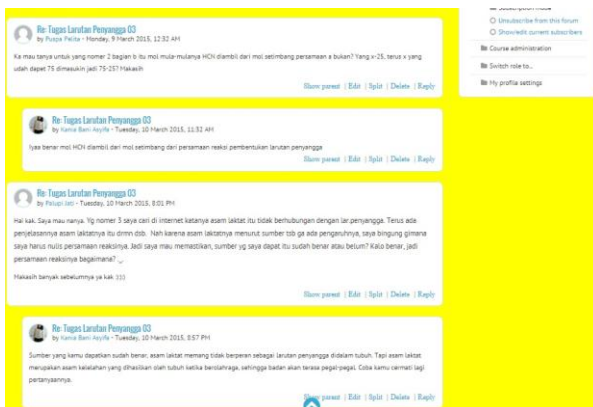 Re: Tugas Larutan Penyangga 03
by Puspa Pelita - Monday, 9 March 2015, 12:32 AM
Ka mau tanya untuk yang nomer 2 bagian b itu mol mula-mulanya HCN diambil dari mol setimbang persamaan a bukan? Yang x-25, terus x yang
udah dapet 75 dimasukin jadi 75-25? Makasih
Show parent | Edit | Split | Delete | Reply
Re: Tugas Larutan Penyangga 03
by Kania Bani Asyifa - Tuesday, 10 March 2015, 11:32 AM
Iyaa benar mol HCN diambil dari mol setimbang dari persamaan reaksi pembentukan larutan penyangga
Show parent | Edit | Split | Delete | Reply
Re: Tugas Larutan Penyangga 03
by Palupi Jati - Tuesday, 10 March 2015, 8:01 PM
Hai kak. Saya mau nanya. Yg nomer 3 saya cari di internet katanya asam laktat itu tidak berhubungan dengan lar.penyangga. Terus ada
penjelasannya asam laktatnya itu drmn dsb. Nah karena asam laktatnya menurut sumber tsb ga ada pengaruhnya, saya bingung gimana
saya harus nulis persamaan reaksinya. Jadi saya mau memastikan, sumber yg saya dapat itu sudah benar atau belum? Kalo benar, jadi
persamaan reaksinya bagaimana?
Makasih banyak sebelumnya ya kak :)))
Show parent | Edit | Split | Delete | Reply
Re: Tugas Larutan Penyangga 03
by Kania Bani Asyifa - Tuesday, 10 March 2015, 8:57 PM
Sumber yang kamu dapatkan sudah benar, asam laktat memang tidak berperan sebagai larutan penyangga didalam tubuh. Tapi asam laktat
merupakan asam kelelahan yang dihasilkan oleh tubuh ketika berolahraga, sehingga badan akan terasa pegal-pegal. Coba kamu cermati lagi
pertanyaannya.
Show parent | Edit | Split | Delete | Reply
Subscription mode
Unsubscribe from this forum
Show/edit current subscribers
Course administration
Switch role to...
My profile settings